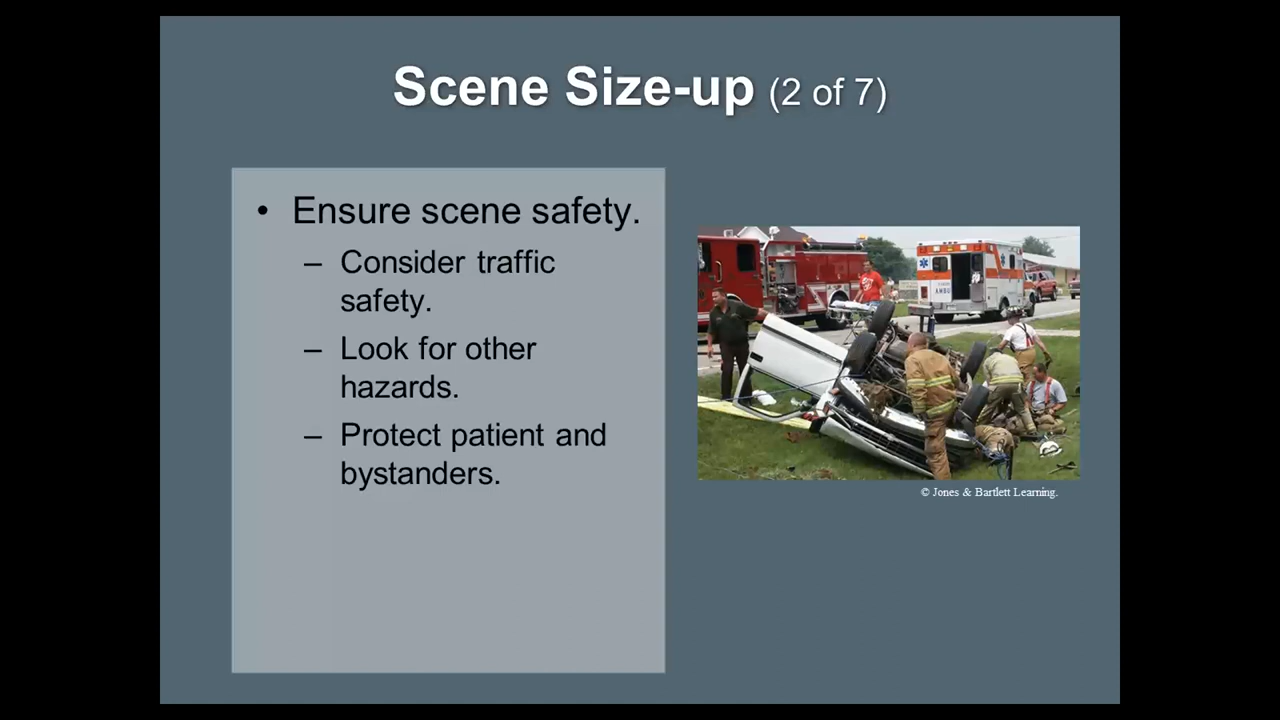 Scene Size-up (2 of 7)
• Ensure scene safety.
– Consider traffic
safety.
– Look for other
hazards.
– Protect patient and
bystanders.
© Jones & Bartlett Learning.